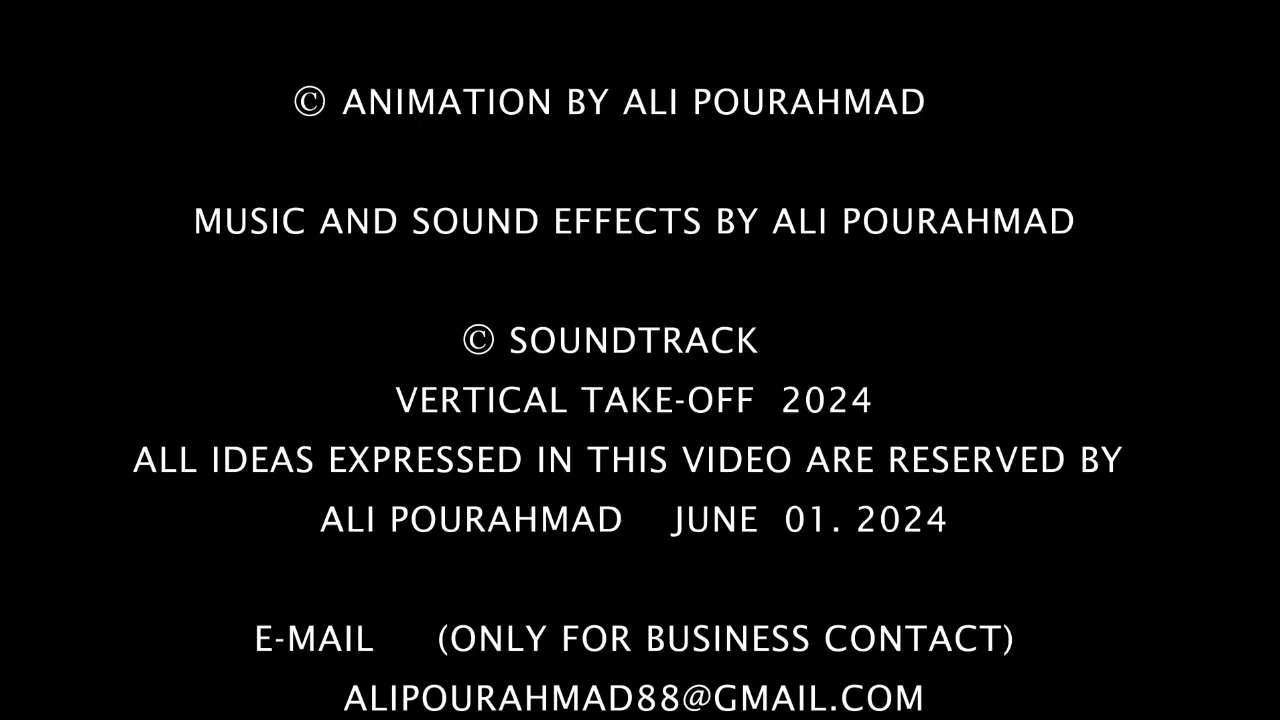 © ANIMATION BY ALI POURAHMAD
MUSIC AND SOUND EFFECTS BY ALI POURAHMAD
© SOUNDTRACK
VERTICAL TAKE-OFF 2024
ALL IDEAS EXPRESSED IN THIS VIDEO ARE RESERVED BY
ALI POURAHMAD JUNE 01. 2024
E-MAIL (ONLY FOR BUSINESS CONTACT)
ALIPOURAHMAD88@GMAIL.COM